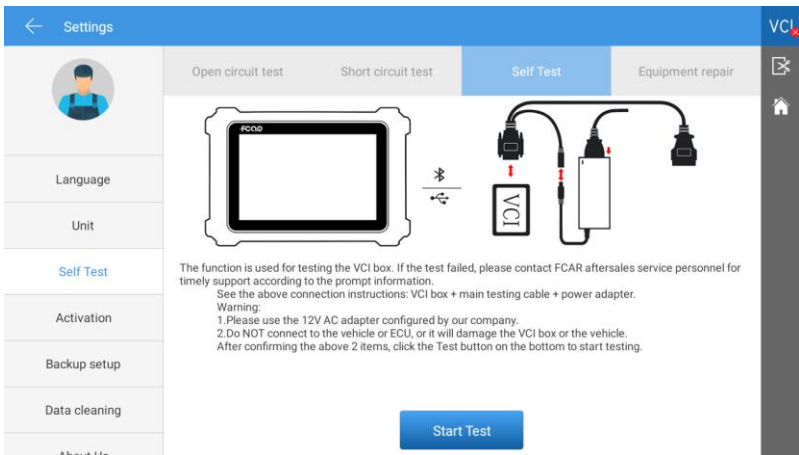 Settings
VCI
Open circuit test
Short circuit test
Self Test
Equipment repair
FCAR
VCI
Language
Unit
Self Test
Activation
Backup setup
Data cleaning
About Us
The function is used for testing the VCI box. If the test failed, please contact FCAR aftersales service personnel for
timely support according to the prompt information.
See the above connection instructions: VCI box + main testing cable + power adapter.
Warning:
1.Please use the 12V AC adapter configured by our company.
2.Do NOT connect to the vehicle or ECU, or it will damage the VCI box or the vehicle.
After confirming the above 2 items, click the Test button on the bottom to start testing.
Start Test